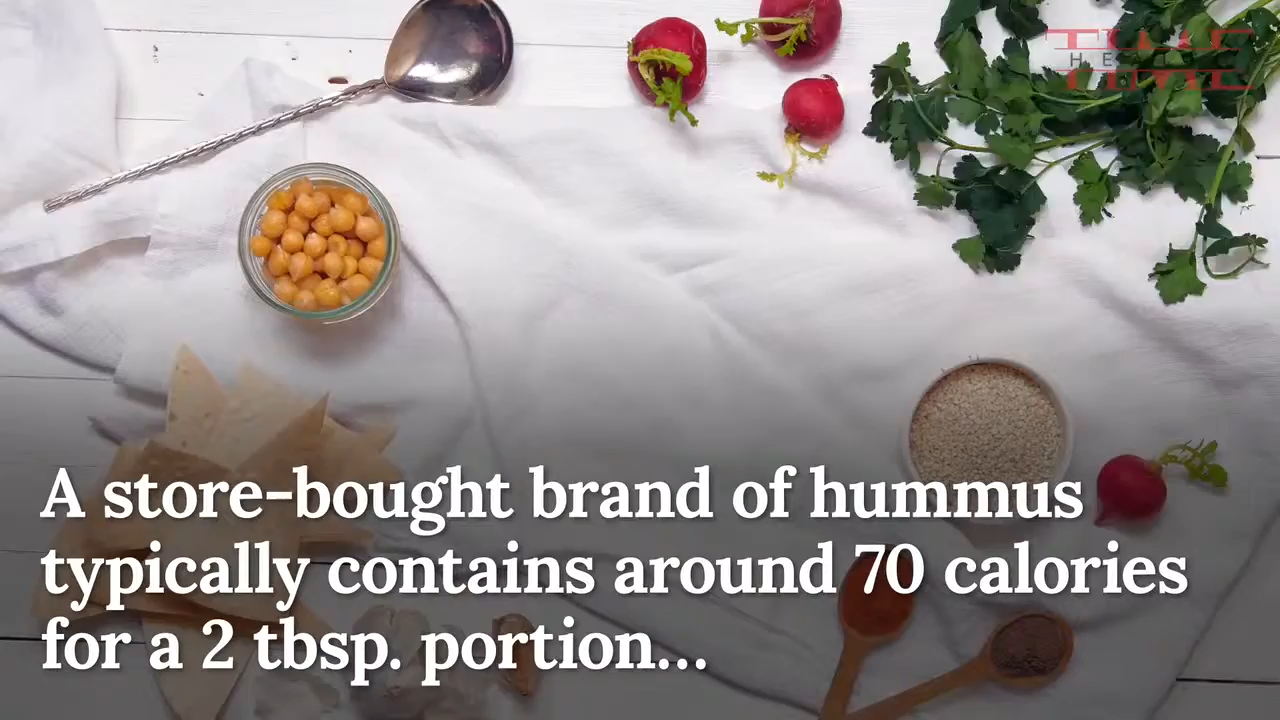 A store-bought brand of hummus
typically contains around 70 calories
for a 2 tbsp. portion...